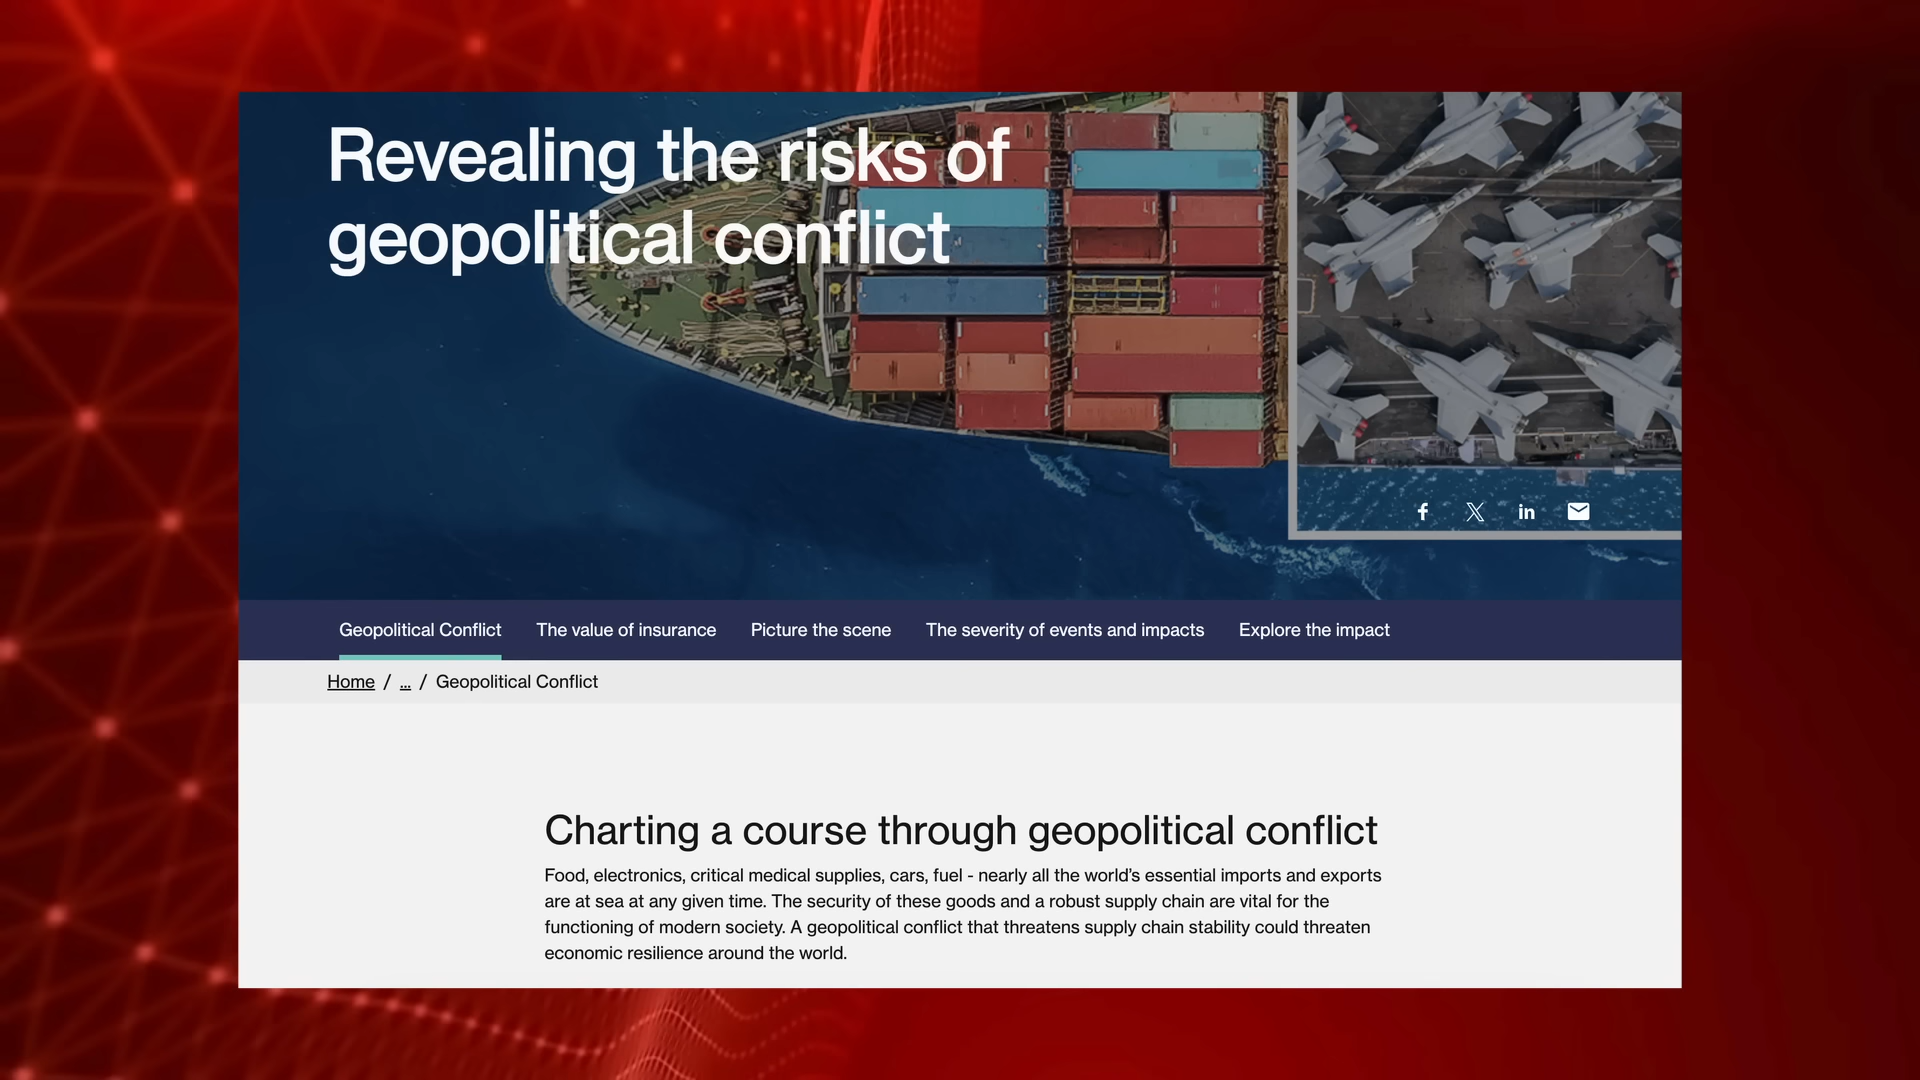 Revealing the risks of
geopolitical conflict
Geopolitical Conflict
The value of insurance
Picture the scene
The severity of events and impacts
Explore the impact
Home / ... / Geopolitical Conflict
Charting a course through geopolitical conflict
Food, electronics, critical medical supplies, cars, fuel - nearly all the world’s essential imports and exports
are at sea at any given time. The security of these goods and a robust supply chain are vital for the
functioning of modern society. A geopolitical conflict that threatens supply chain stability could threaten
economic resilience around the world.